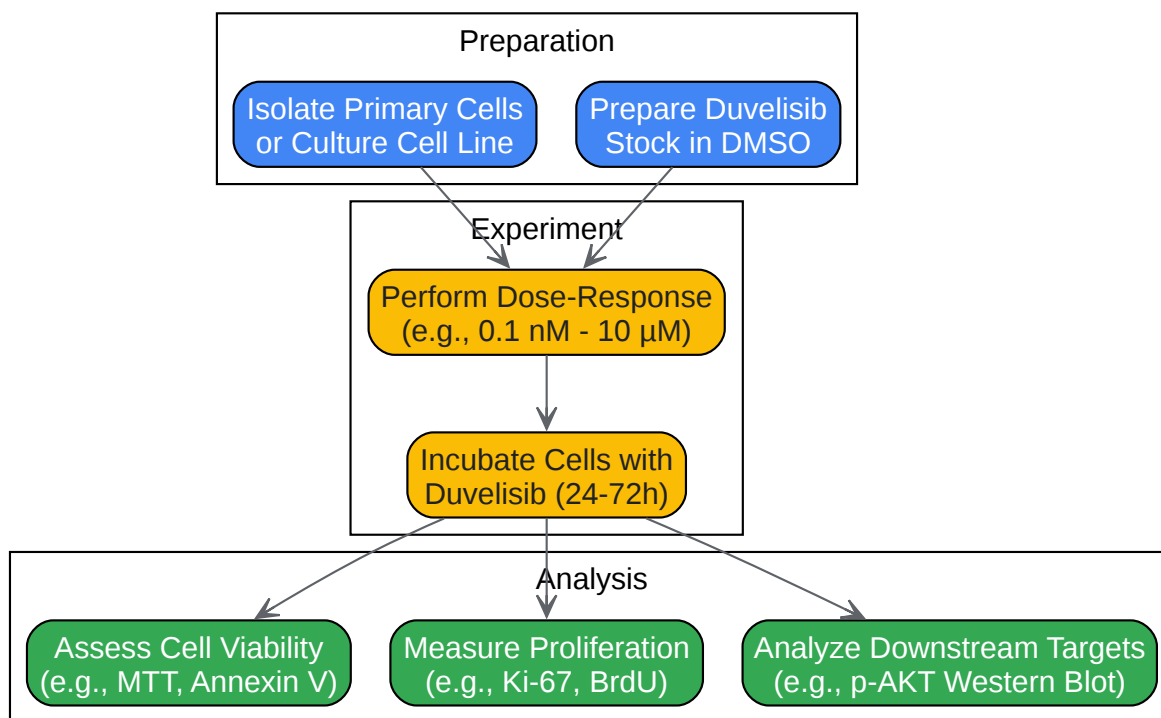 Preparation
Isolate Primary Cells
or Culture Cell Line
Prepare Duvelisib
Stock in DMSO
Experiment
Perform Dose-Response
(e.g., 0.1 nM - 10 µM)
Incubate Cells with
Duvelisib (24-72h)
Analysis
Assess Cell Viability
(e.g., MTT, Annexin V)
Measure Proliferation
(e.g., Ki-67, BrdU)
Analyze Downstream Targets
(e.g., p-AKT Western Blot)